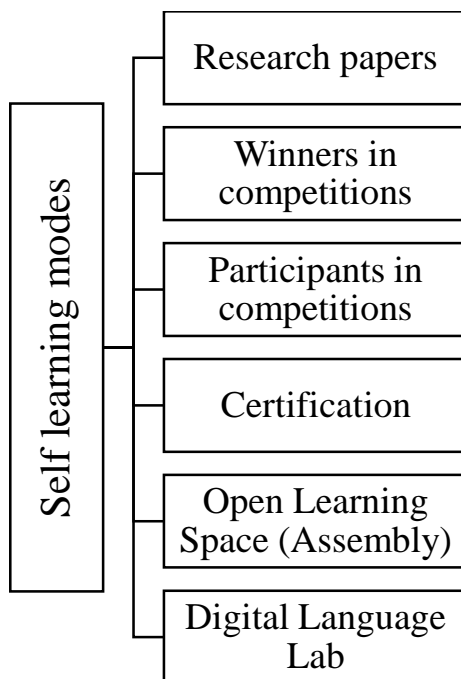 Self learning modes
Research papers
Winners in
competitions
Participants in
competitions
Certification
Open Learning
Space (Assembly)
Digital Language
Lab